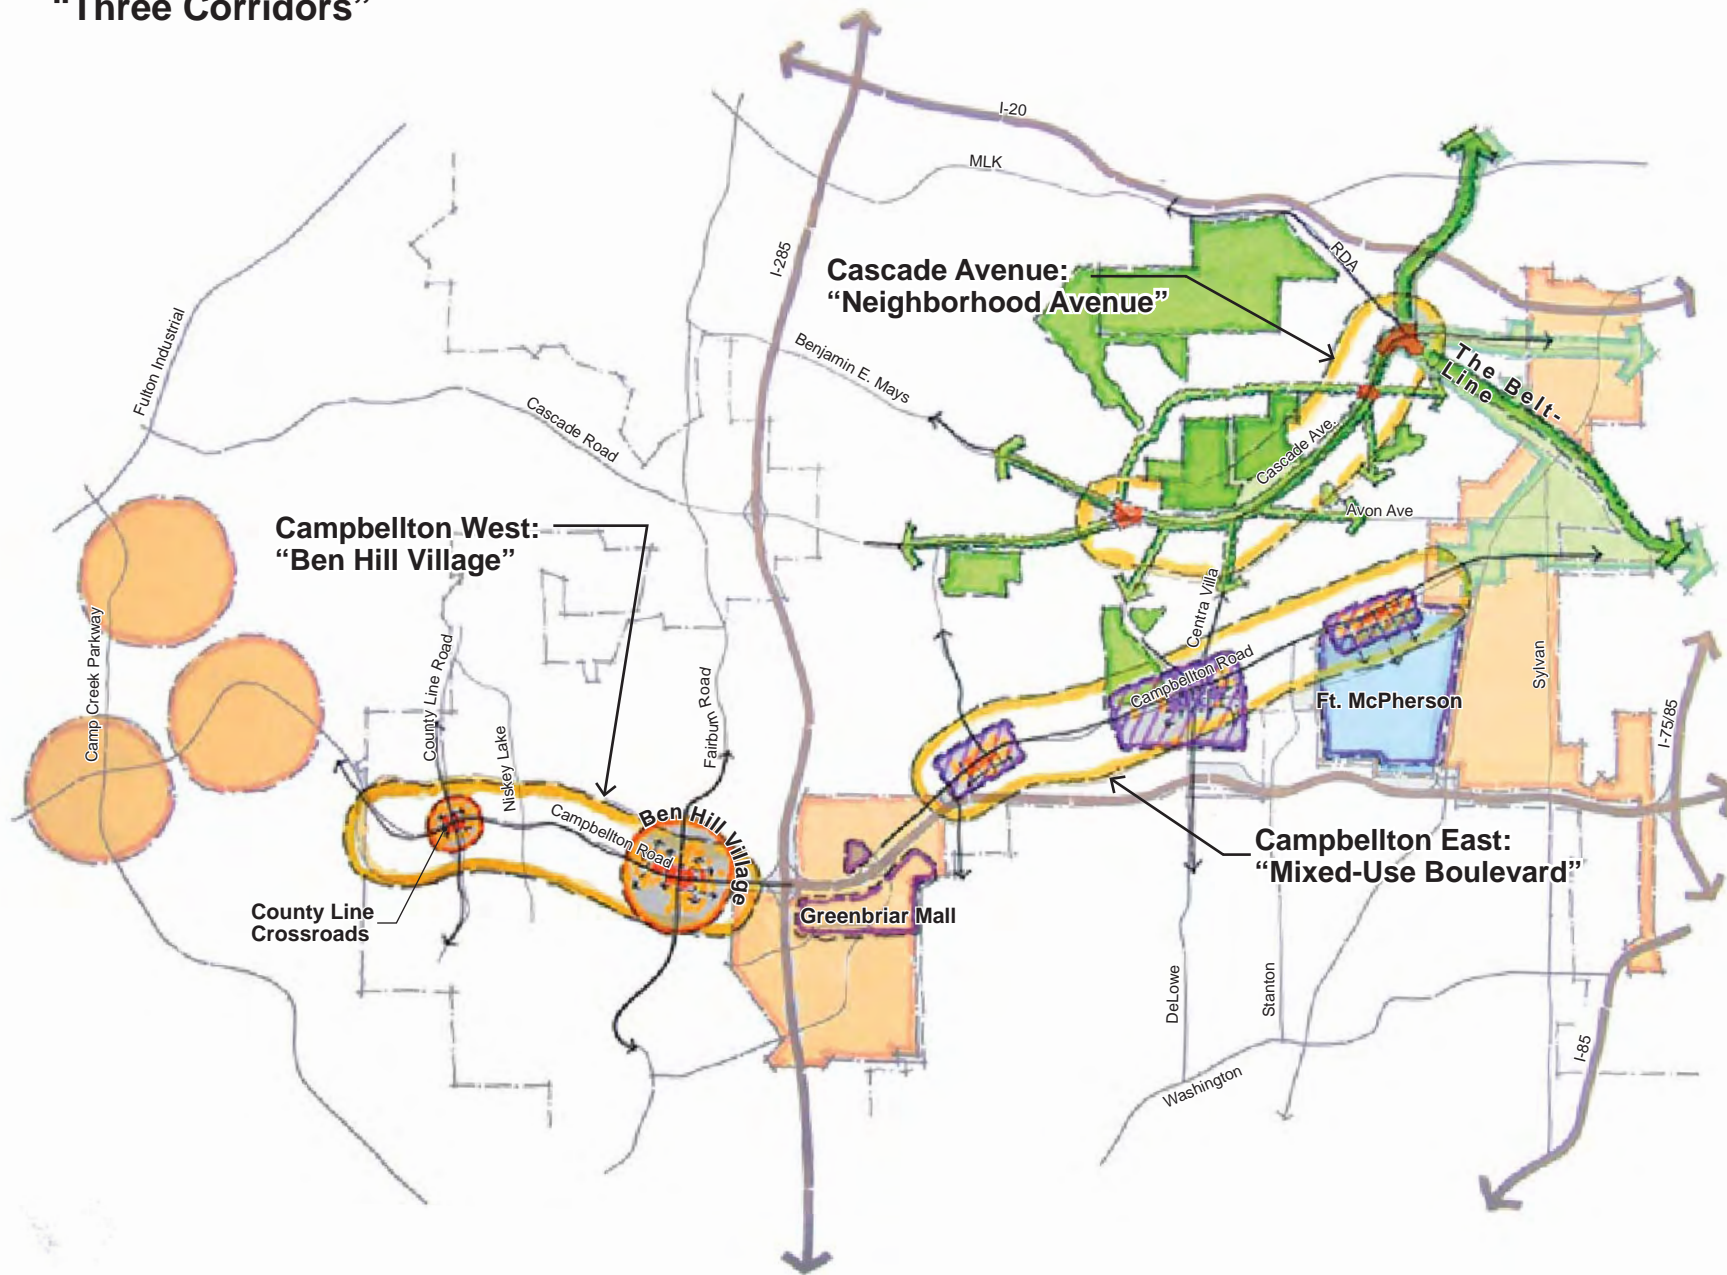 “Three Corridors”
I-20
MLK
I-285
RDA
Cascade Avenue:
“Neighborhood Avenue”
Fulton Industrial
Benjamin E. Mays
The Belt-
Line
Cascade Road
Cascade Ave.
Avon Ave
Campbellton West:
“Ben Hill Village”
Centra Villa
Camp Creek Parkway
County Line Road
Niskey Lake
Fairburn Road
Campbellton Road
Ft. McPherson
Sylvan
I-75/85
Ben Hill Village
Campbellton Road
Campbellton East:
“Mixed-Use Boulevard”
County Line
Crossroads
Greenbriar Mall
DeLowe
Stanton
I-85
Washington